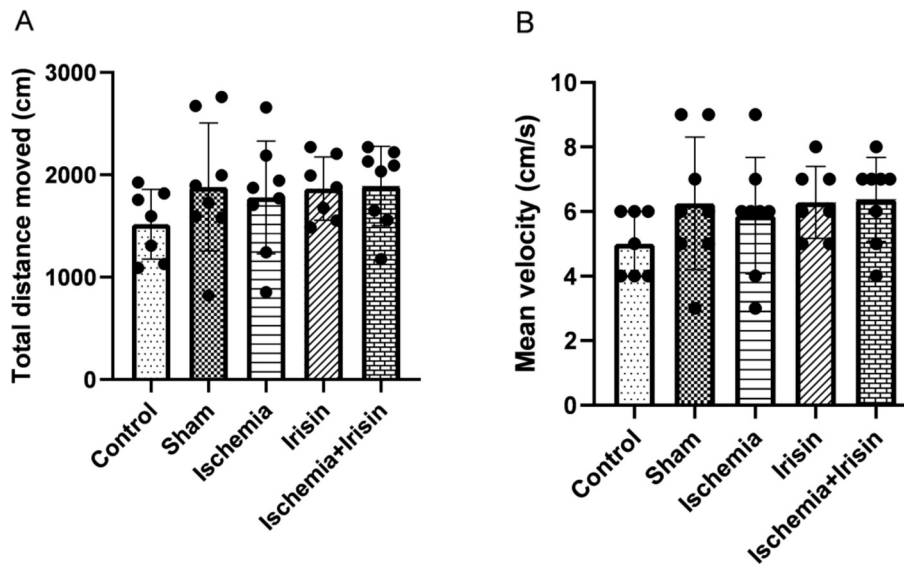 A
Total distance moved (cm)
3000
2000
1000
0
Control
Sham
Ischemia
Irisin
Ischemia+Irisin
B
Mean velocity (cm/s)
10
8
6
4
2
0
Control
Sham
Ischemia
Irisin
Ischemia+Irisin